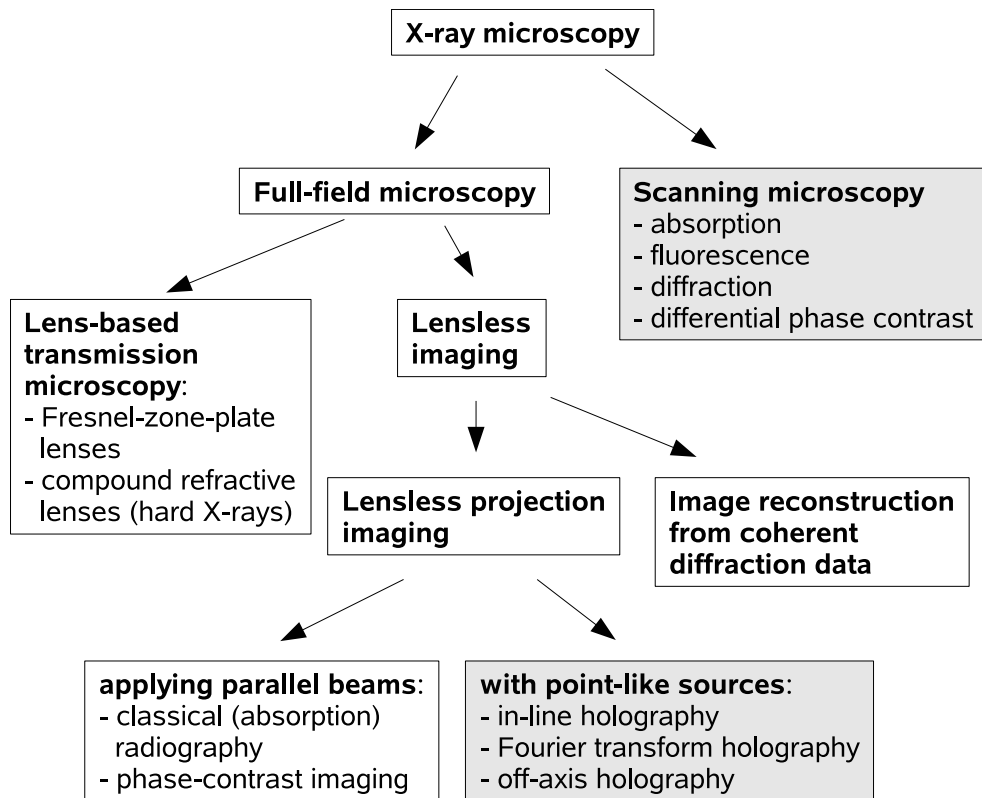 X-ray microscopy
Full-field microscopy
Scanning microscopy
- absorption
- fluorescence
- diffraction
- differential phase contrast
Lens-based
transmission
microscopy:
- Fresnel-zone-plate
lenses
- compound refractive
lenses (hard X-rays)
Lensless
imaging
Lensless projection
imaging
Image reconstruction
from coherent
diffraction data
applying parallel beams:
- classical (absorption)
radiography
- phase-contrast imaging
with point-like sources:
- in-line holography
- Fourier transform holography
- off-axis holography